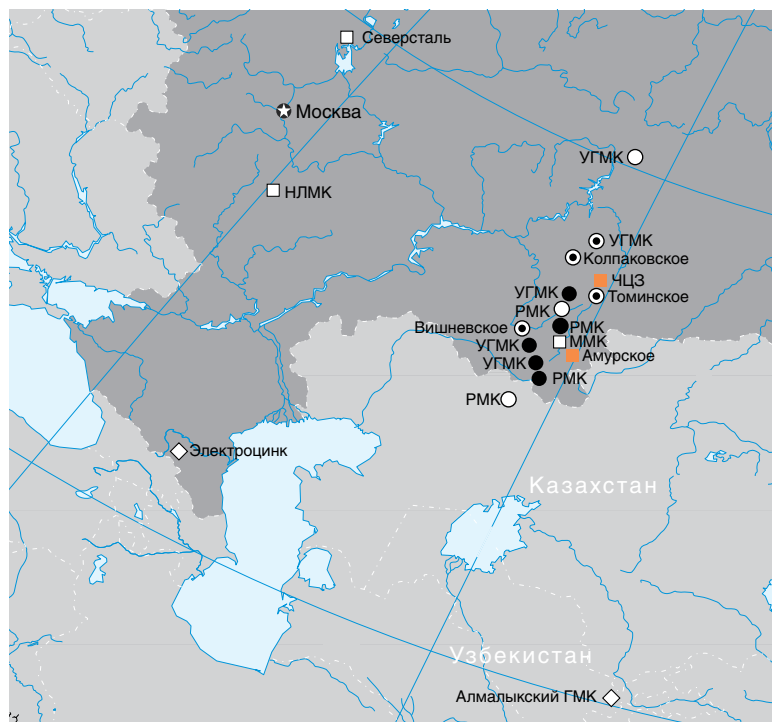 Северсталь
Москва
УГМК
НЛМК
УГМК
Колпаковское
ЧЦЗ
УГМК
Томинское
РМК
Вишневское
РМК
ММК
УГМК
Амурское
УГМК
РМК
РМК
Электроцинк
Казахстан
Узбекистан
Алмалыкский ГМК